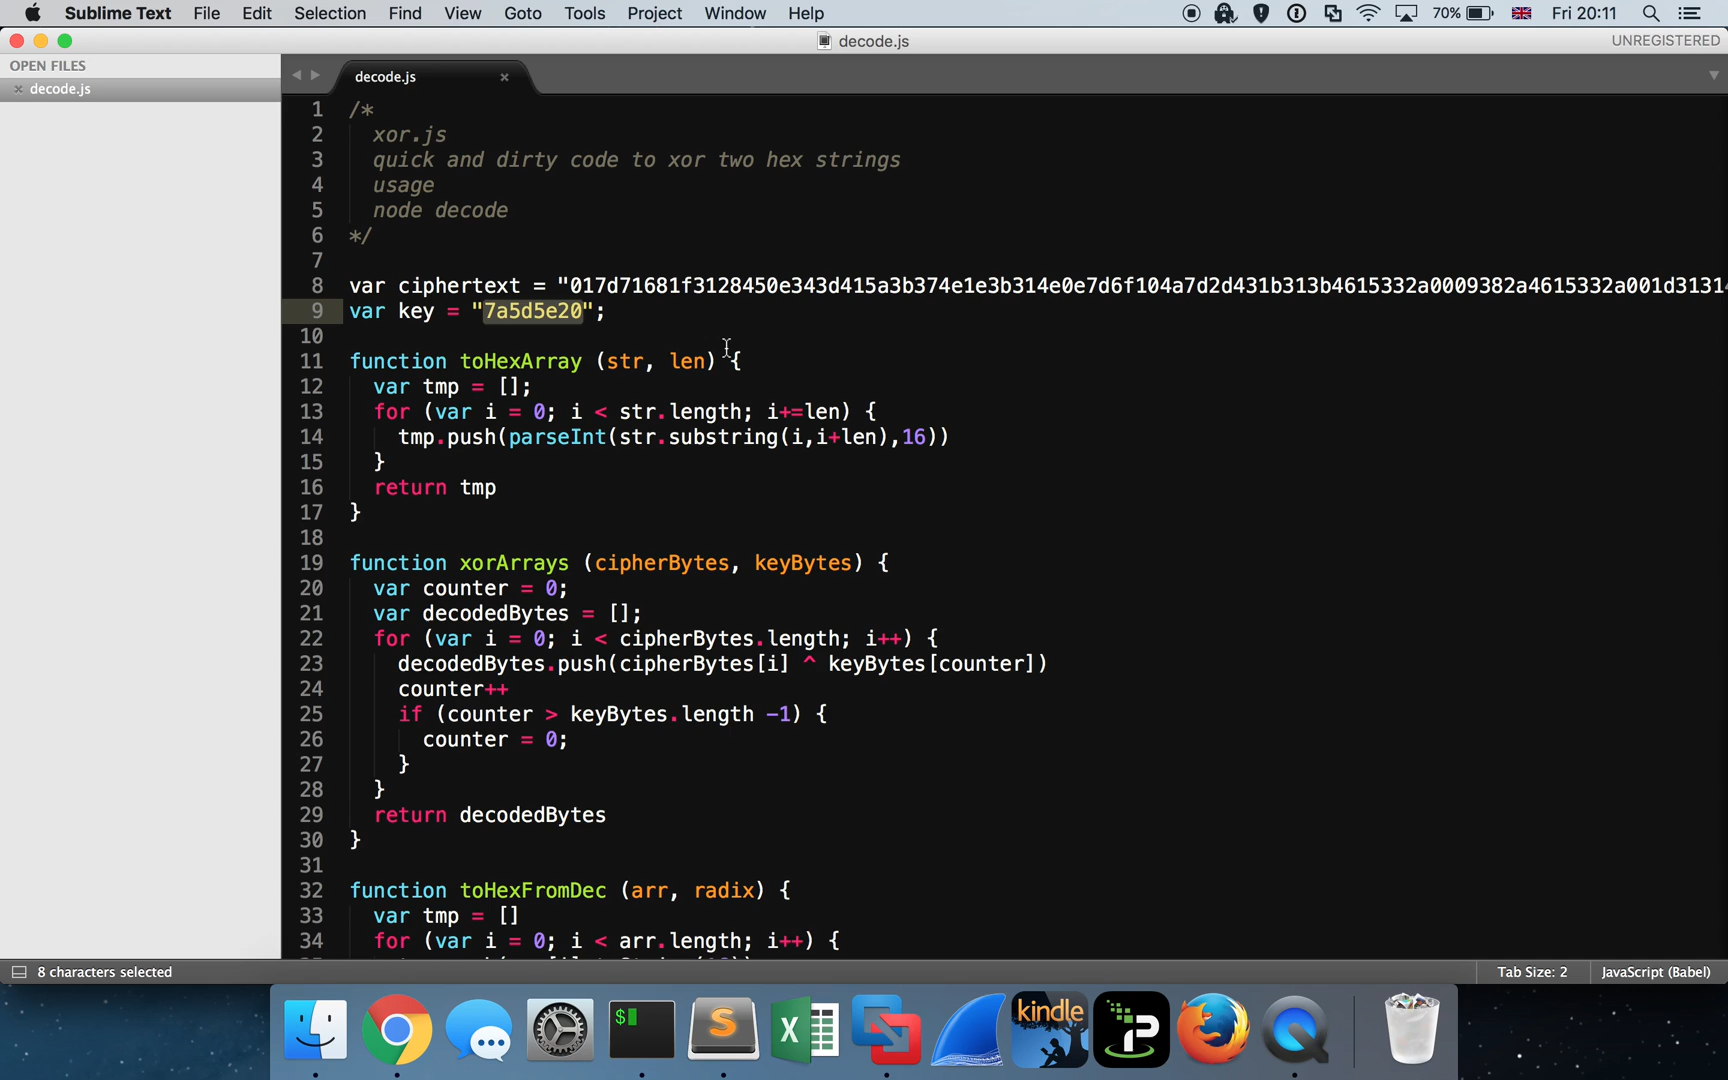 Sublime Text File Edit Selection Find View Goto Tools Project Window Help 70% Fri 20:11
decode.js UNREGISTERED
OPEN FILES
decode.js
decode.js
1 /*
2 xor.js
3 quick and dirty code to xor two hex strings
4 usage
5 node decode
6 */
7
8 var ciphertext = "017d71681f3128450e343d415a3b374e1e3b314e0e7d6f104a7d2d431b313b4615332a0009382a4615332a001d3131
9 var key = "7a5d5e20";
10
11 function toHexArray (str, len) {
12 var tmp = [];
13 for (var i = 0; i < str.length; i+=len) {
14 tmp.push(parseInt(str.substring(i,i+len),16))
15 }
16 return tmp
17 }
18
19 function xorArrays (cipherBytes, keyBytes) {
20 var counter = 0;
21 var decodedBytes = [];
22 for (var i = 0; i < cipherBytes.length; i++) {
23 decodedBytes.push(cipherBytes[i] ^ keyBytes[counter])
24 counter++
25 if (counter > keyBytes.length -1) {
26 counter = 0;
27 }
28 }
29 return decodedBytes
30 }
31
32 function toHexFromDec (arr, radix) {
33 var tmp = []
34 for (var i = 0; i < arr.length; i++) {
8 characters selected Tab Size: 2 JavaScript (Babel)
$
S
X
kindle
P